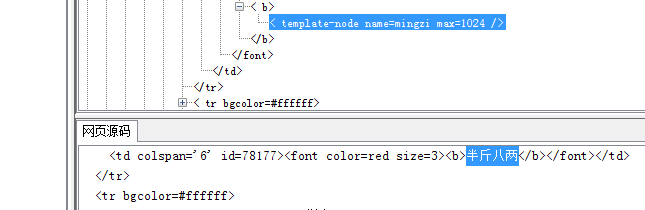 < b>
< template-node name=mingzi max=1024 />
</b>
</font>
</td>
</tr>
< tr bgcolor=#ffffff>
网页源码
<td colspan='6' id=78177><font color=red size=3><b>半斤八两</b></font></td>
</tr>
<tr bgcolor=#ffffff>